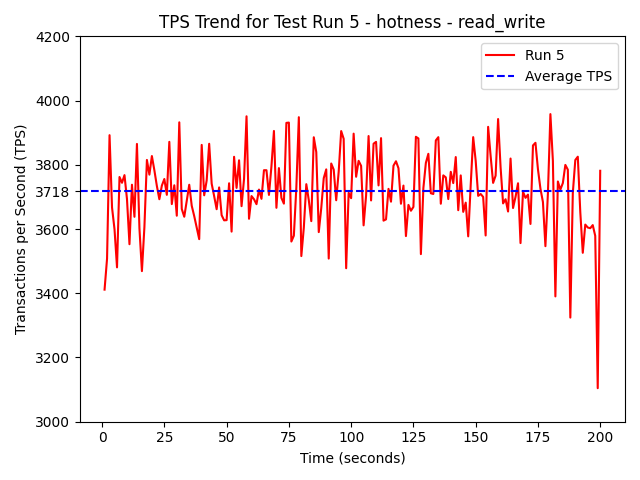 TPS Trend for Test Run 5 - hotness - read_write
Run 5
Average TPS
Transactions per Second (TPS)
4200
4000
3800
3718
3600
3400
3200
3000
0 25 50 75 100 125 150 175 200
Time (seconds)